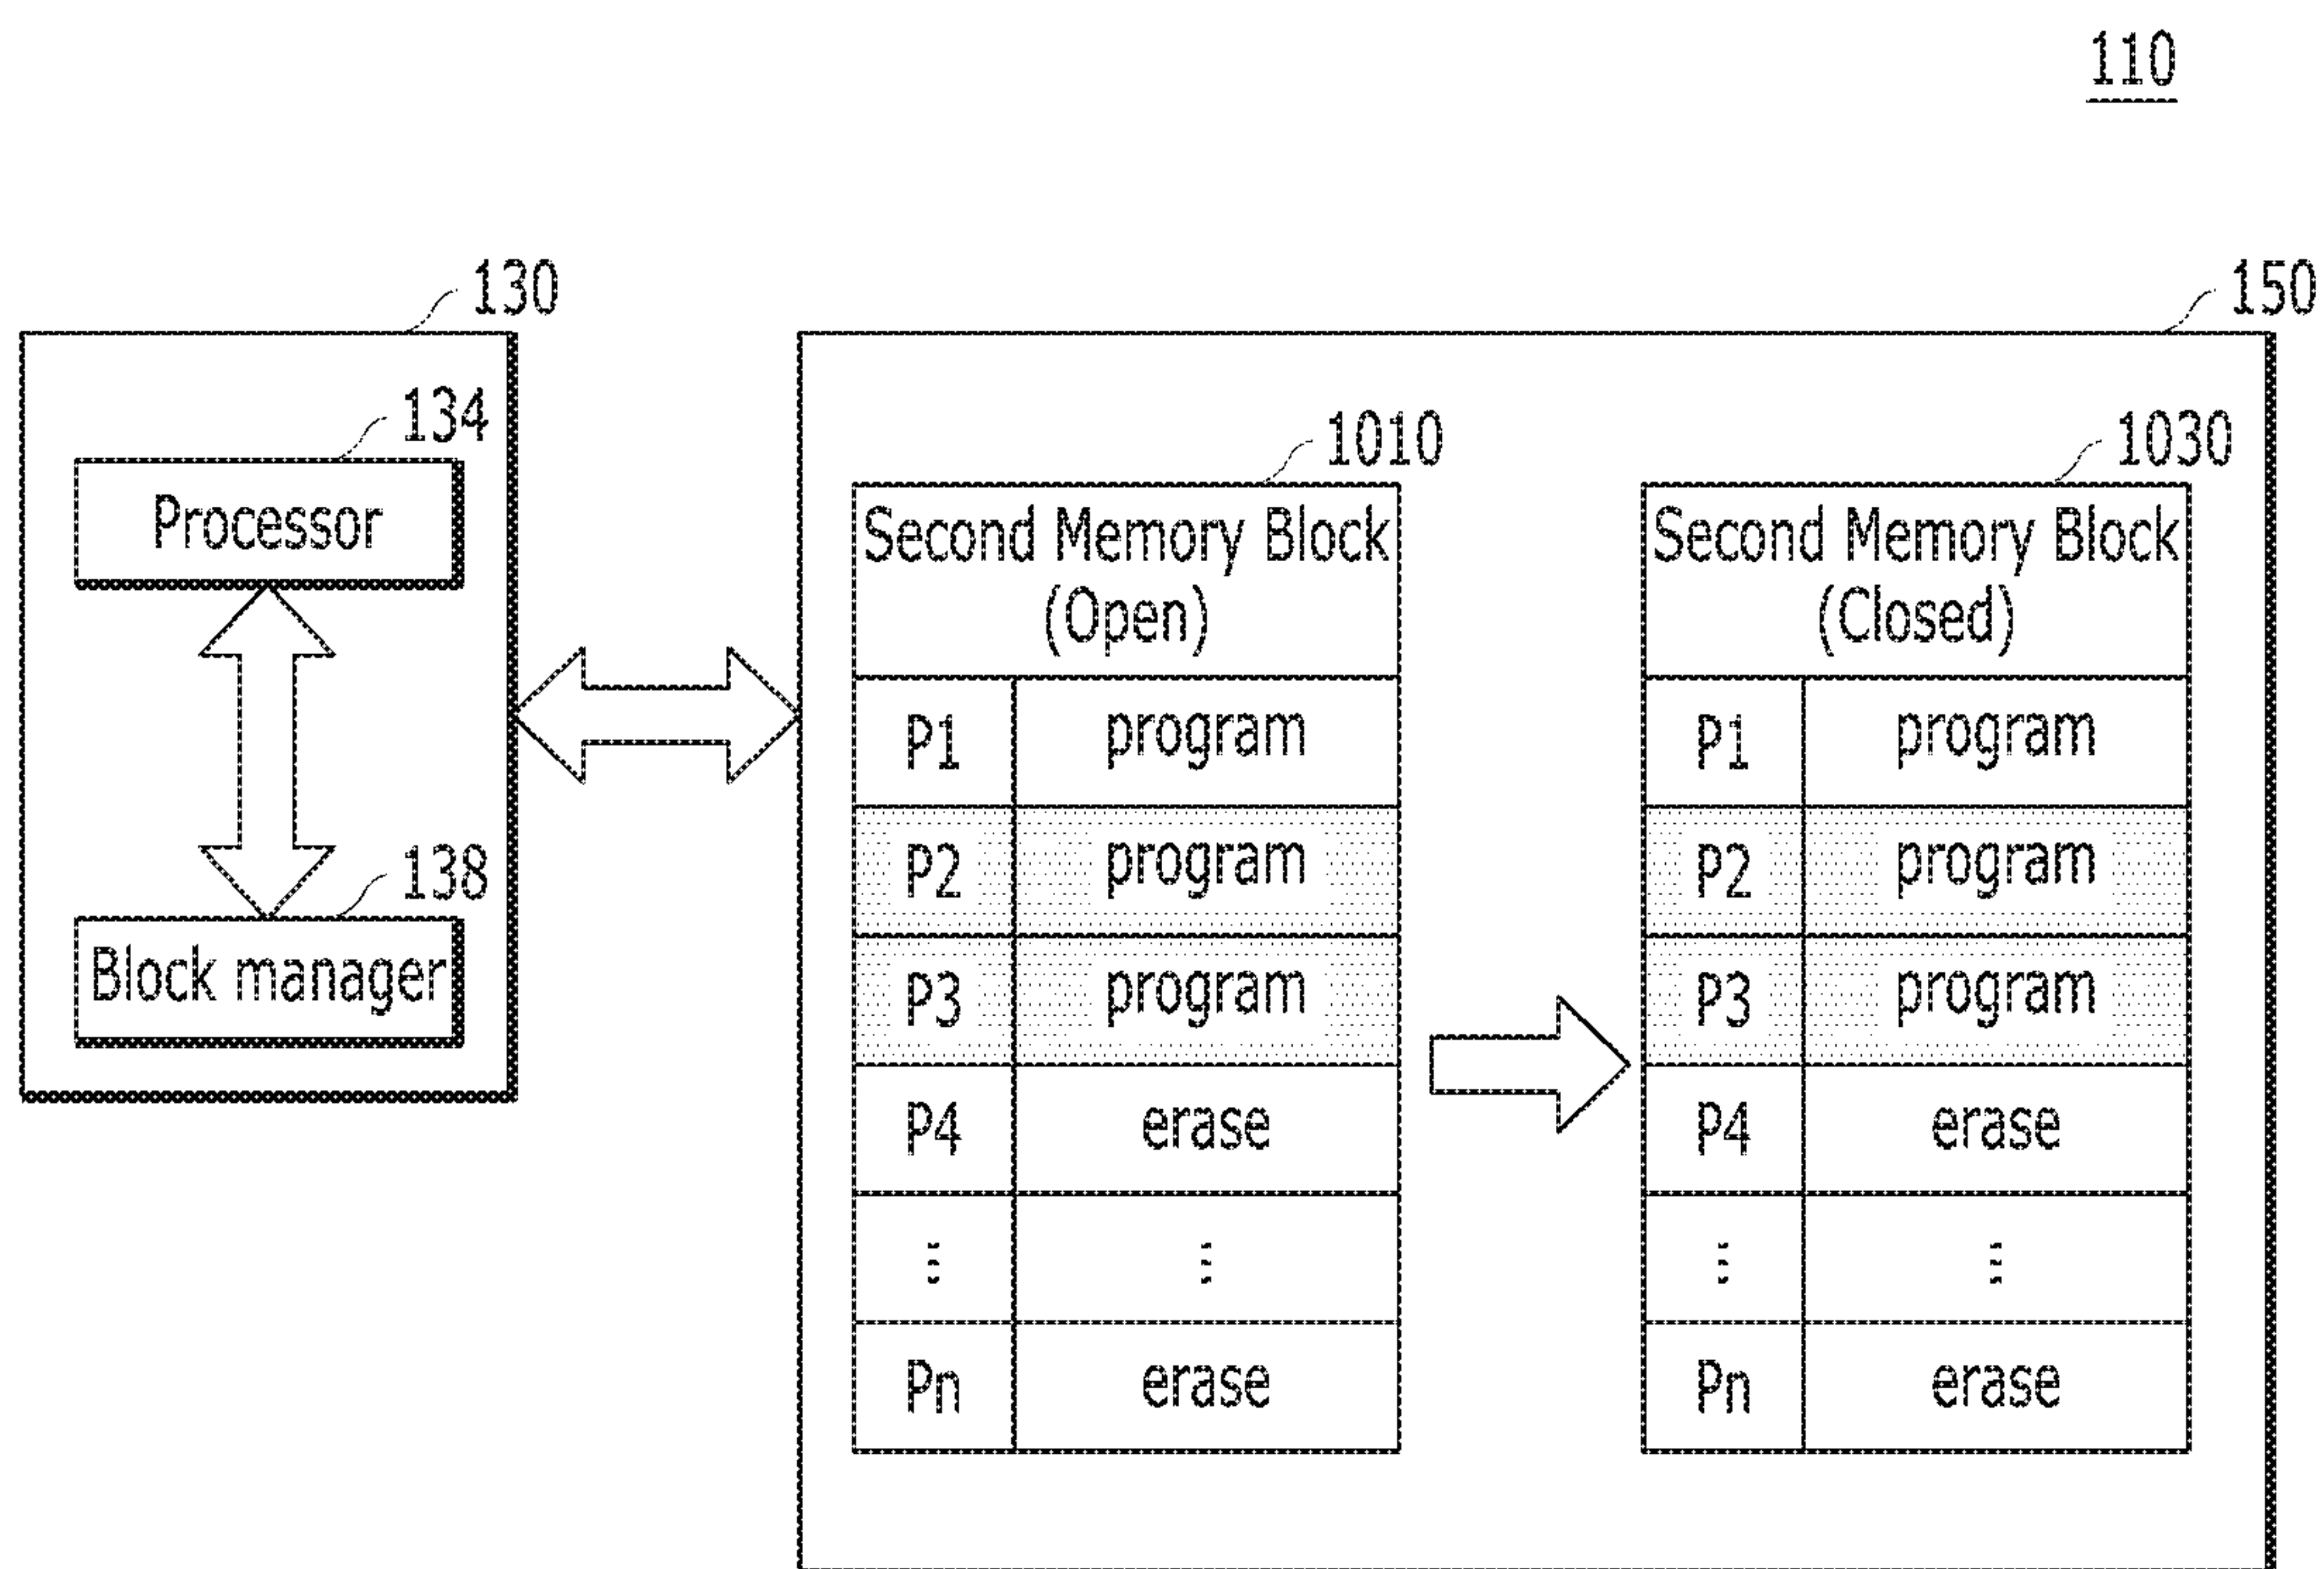 110
130
150
134
Processor
138
Block manager
1010
Second Memory Block
(Open)
P1 program
P2 program
P3 program
P4 erase
⋮ ⋮
Pn erase
1030
Second Memory Block
(Closed)
P1 program
P2 program
P3 program
P4 erase
⋮ ⋮
Pn erase